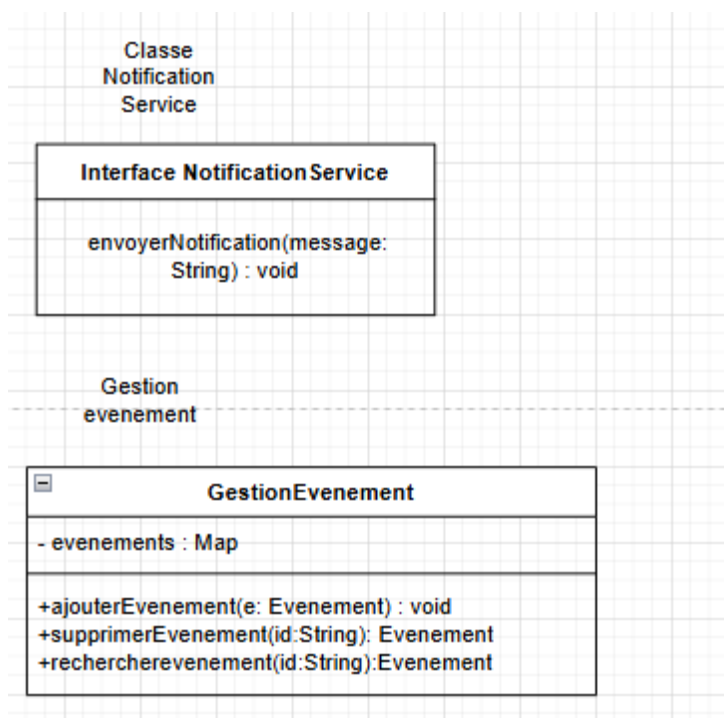 Classe
Notification
Service
Interface NotificationService
envoyerNotification(message:
String) : void
Gestion
evenement
GestionEvenement
- evenements : Map
+ajouterEvenement(e: Evenement) : void
+supprimerEvenement(id:String): Evenement
+recherchererevenement(id:String):Evenement